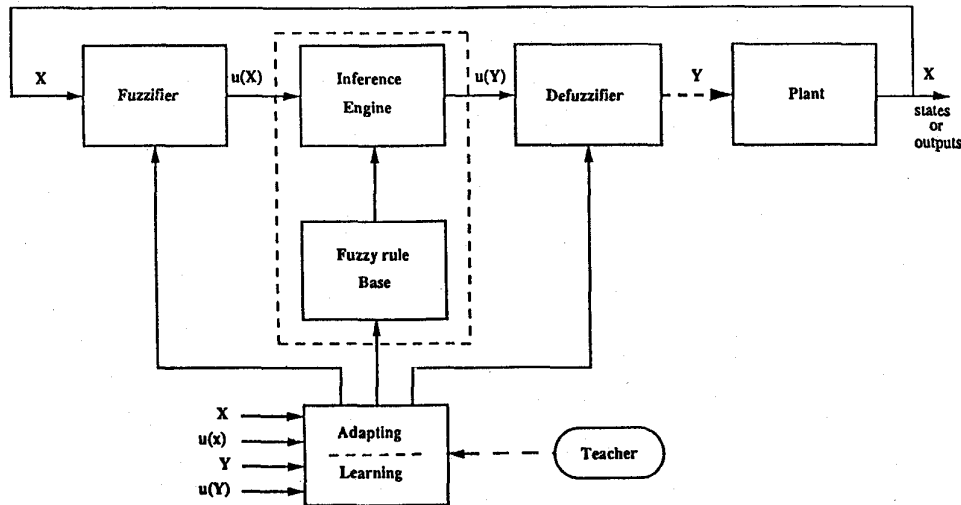 X
Fuzzifier
u(X)
Inference
Engine
u(Y)
Defuzzifier
Y
Plant
X
states
or
outputs
Fuzzy rule
Base
X
u(x)
Y
u(Y)
Adapting
Learning
Teacher